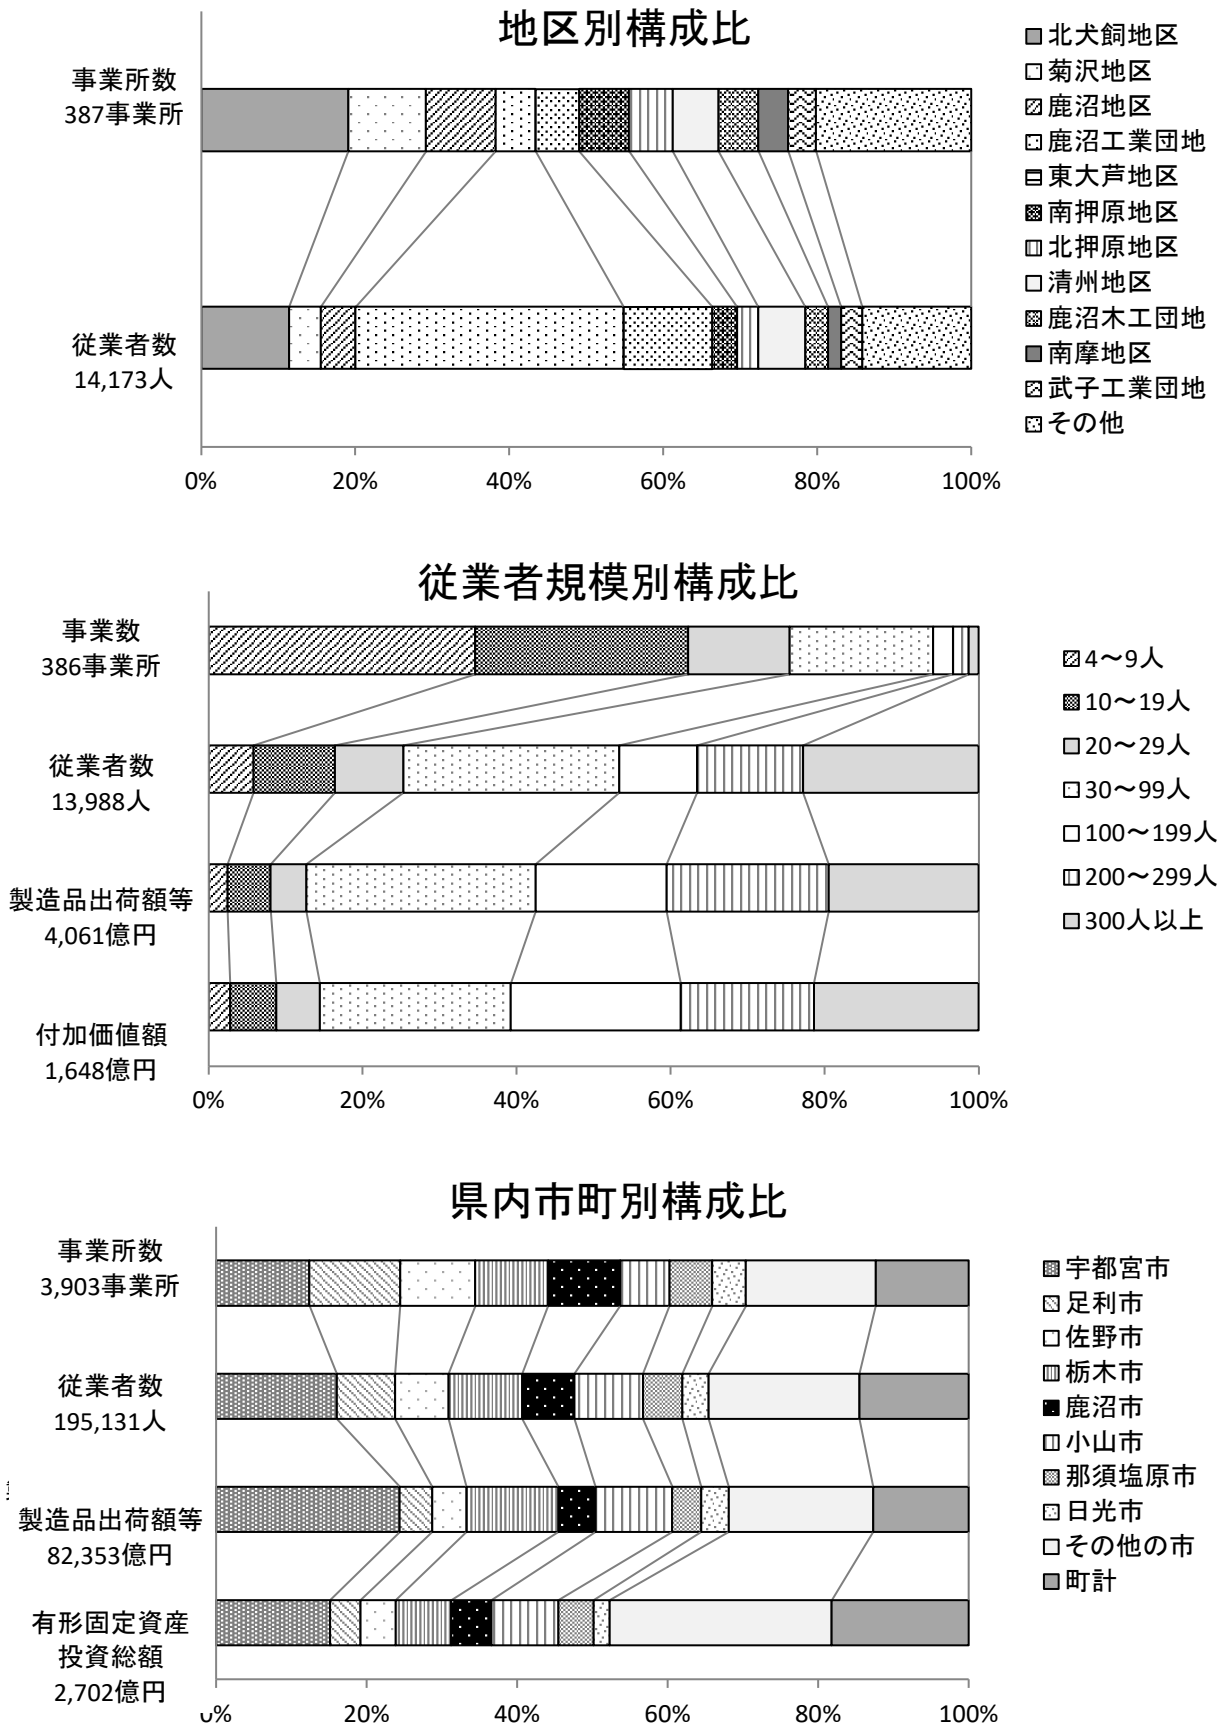 地区別構成比
事業所数
387事業所
従業者数
14,173人
0%
20%
40%
60%
80%
100%
北犬飼地区
菊沢地区
鹿沼地区
鹿沼工業団地
東大芦地区
南押原地区
北押原地区
清州地区
鹿沼木工団地
南摩地区
武子工業団地
その他
従業者規模別構成比
事業数
386事業所
従業者数
13,988人
製造品出荷額等
4,061億円
付加価値額
1,648億円
0%
20%
40%
60%
80%
100%
4～9人
10～19人
20～29人
30～99人
100～199人
200～299人
300人以上
県内市町別構成比
事業所数
3,903事業所
従業者数
195,131人
製造品出荷額等
82,353億円
有形固定資産
投資総額
2,702億円
0%
20%
40%
60%
80%
100%
宇都宮市
足利市
佐野市
栃木市
鹿沼市
小山市
那須塩原市
日光市
その他の市
町計